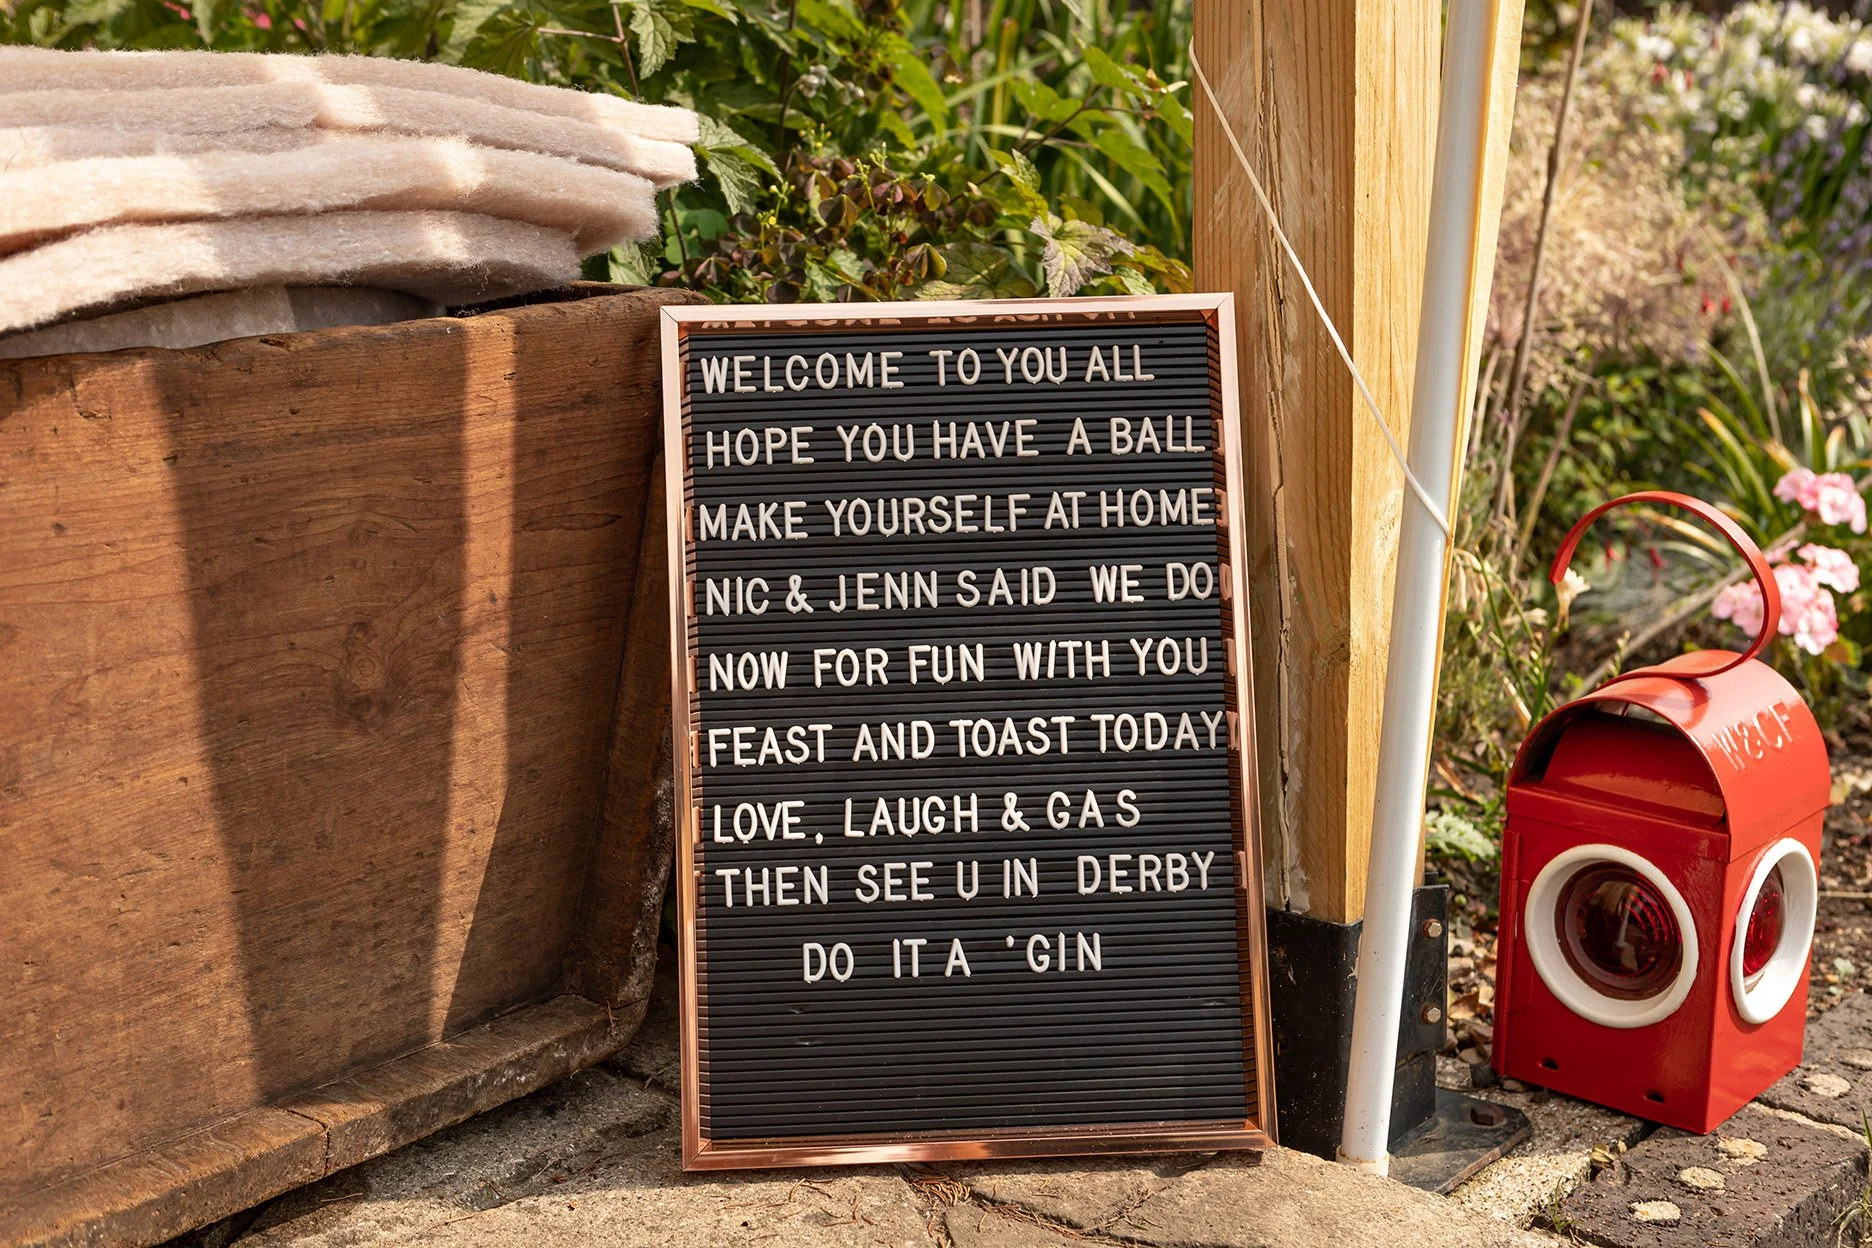 WELCOME TO YOU ALL
HOPE YOU HAVE A BALL
MAKE YOURSELF AT HOME
NIC & JENN SAID WE DO
NOW FOR FUN WITH YOU
FEAST AND TOAST TODAY
LOVE, LAUGH & GAS
THEN SEE U IN DERBY
DO IT A 'GIN
W&CF